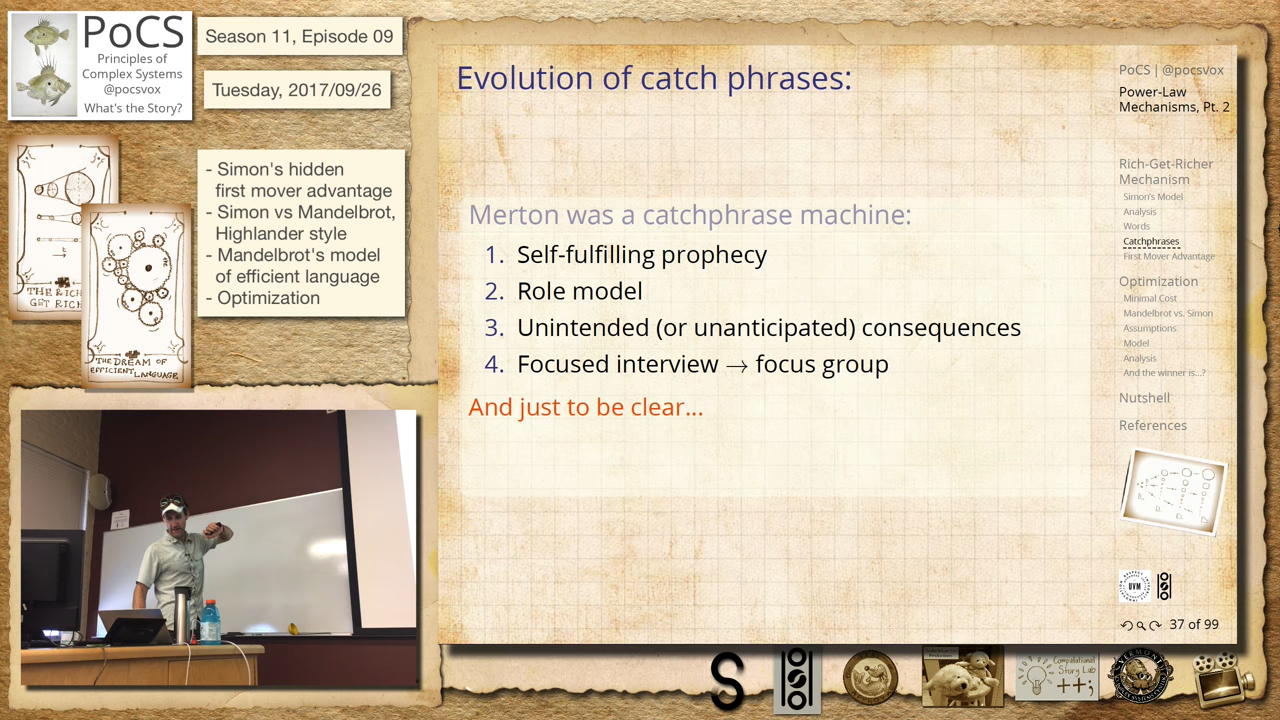 PoCS
Principles of
Complex Systems
@pocsvox
What's the Story?
Season 11, Episode 09
Tuesday, 2017/09/26
- Simon's hidden
first mover advantage
- Simon vs Mandelbrot,
Highlander style
- Mandelbrot's model
of efficient language
- Optimization
THE RICH
GET RICH
THE DREAM OF
EFFICIENT LANGUAGE
Evolution of catch phrases:
Merton was a catchphrase machine:
1. Self-fulfilling prophecy
2. Role model
3. Unintended (or unanticipated) consequences
4. Focused interview → focus group
And just to be clear...
PoCS | @pocsvox
Power-Law
Mechanisms, Pt. 2
Rich-Get-Richer
Mechanism
Simon's Model
Analysis
Words
Catchphrases
First Mover Advantage
Optimization
Minimal Cost
Mandelbrot vs. Simon
Assumptions
Model
Analysis
And the winner is...?
Nutshell
References
UVM
37 of 99
S
Computational
Story Lab
++;
VERMONT